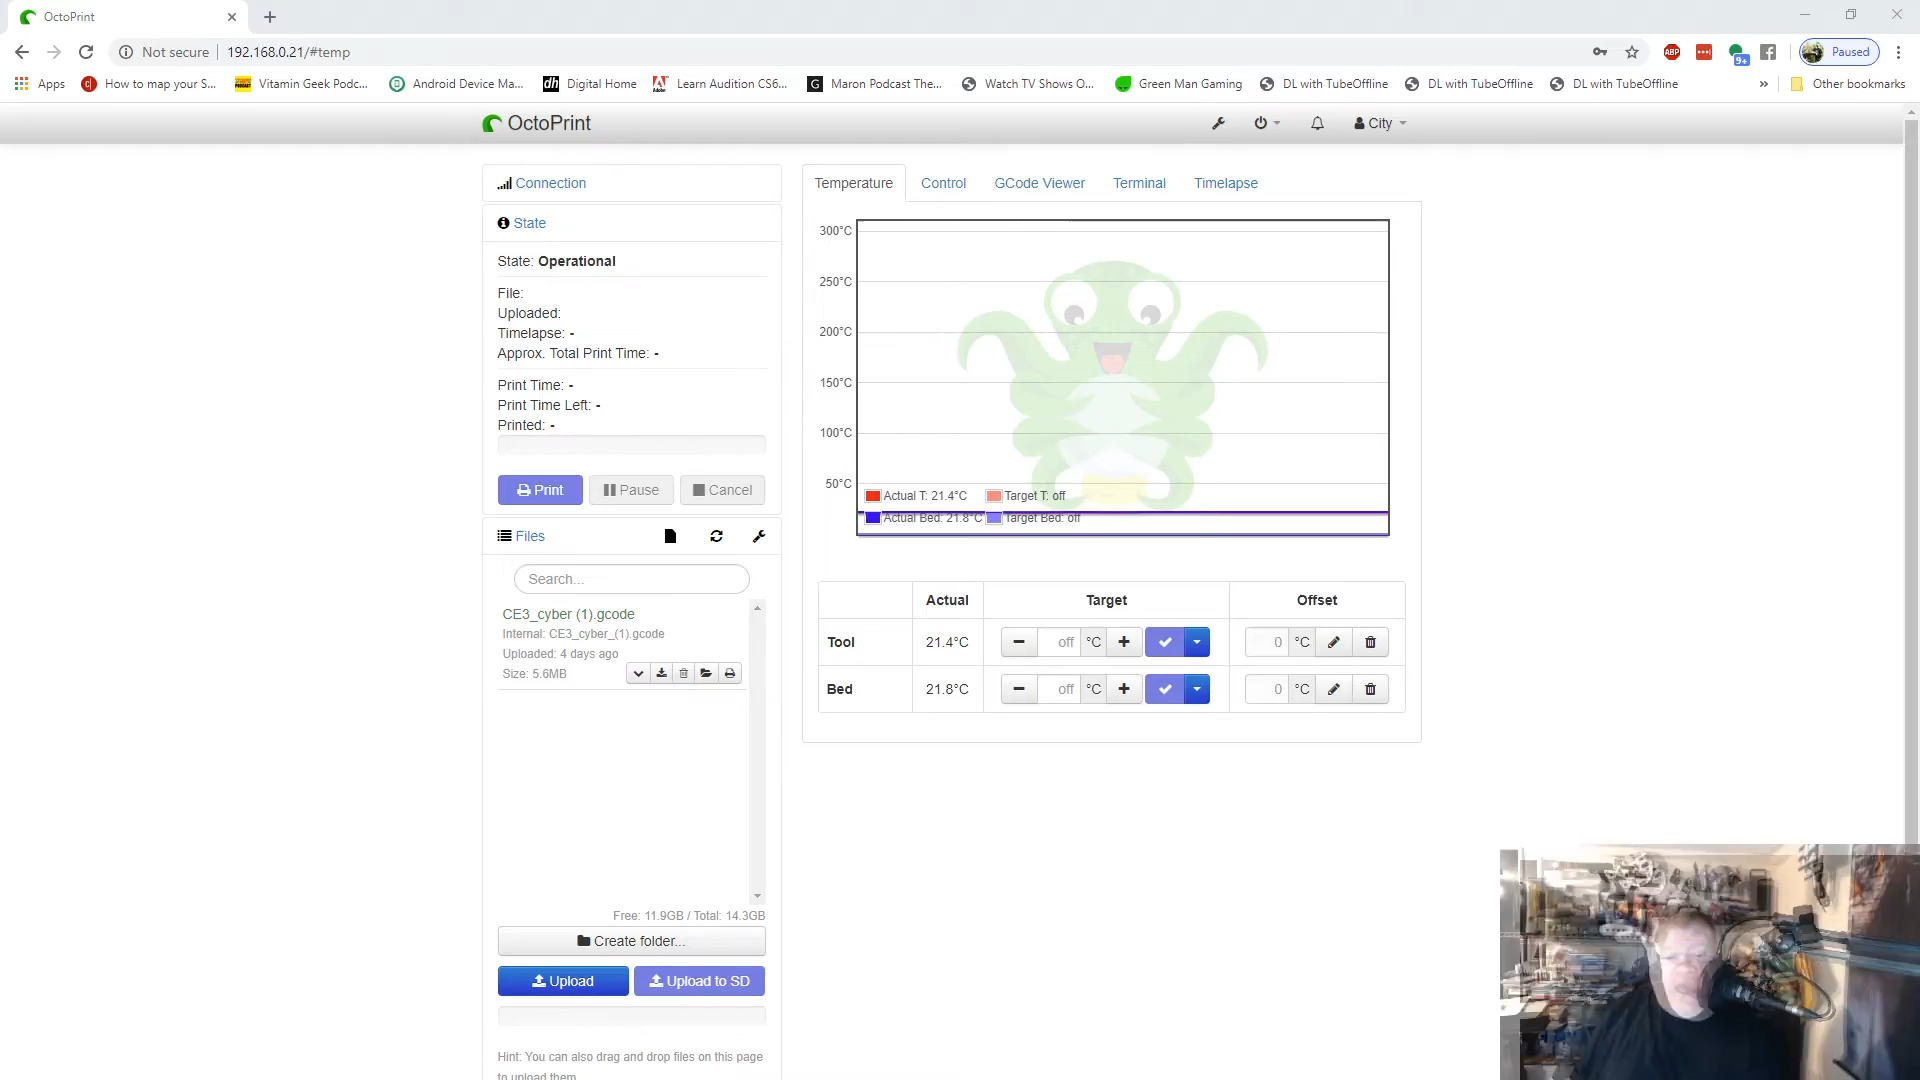 OctoPrint
Not secure 192.168.0.21/#temp
Paused
Apps How to map your S... Vitamin Geek Podc... Android Device Ma... dh Digital Home Learn Audition CS6... G Maron Podcast The... Watch TV Shows O... Green Man Gaming DL with TubeOffline DL with TubeOffline DL with TubeOffline » Other bookmarks
ABP
9+
OctoPrint
City
Connection
State
State: Operational
File:
Uploaded:
Timelapse: -
Approx. Total Print Time: -
Print Time: -
Print Time Left: -
Printed: -
Print Pause Cancel
Files
Search...
CE3_cyber (1).gcode
Internal: CE3_cyber_(1).gcode
Uploaded: 4 days ago
Size: 5.6MB
Free: 11.9GB / Total: 14.3GB
Create folder...
Upload Upload to SD
Hint: You can also drag and drop files on this page
to upload them.
Temperature Control GCode Viewer Terminal Timelapse
300°C
250°C
200°C
150°C
100°C
50°C
Actual T: 21.4°C Target T: off
Actual Bed: 21.8°C Target Bed: off
Actual Target Offset
Tool 21.4°C off °C 0 °C
Bed 21.8°C off °C 0 °C